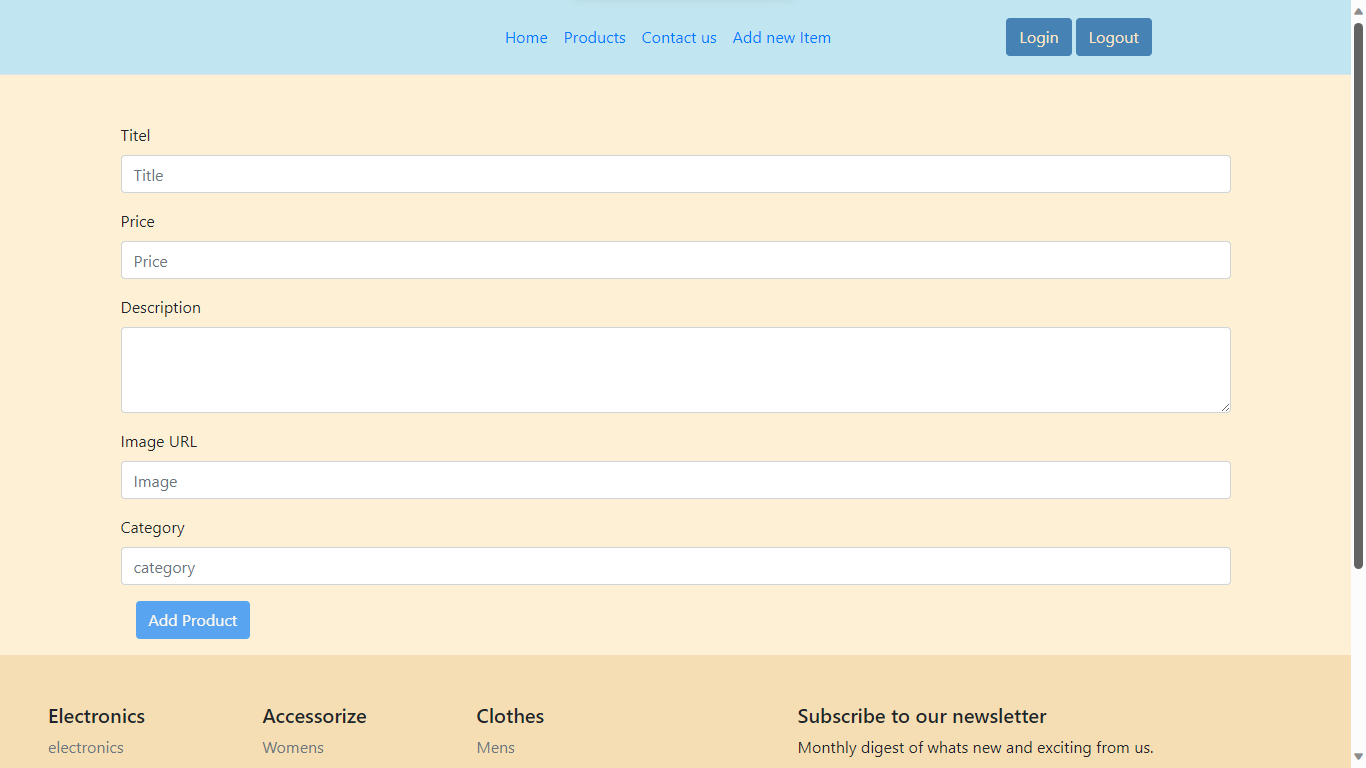 Home Products Contact us Add new Item Login Logout
Titel
Title
Price
Price
Description
Image URL
Image
Category
category
Add Product
Electronics Accessorize Clothes Subscribe to our newsletter
electronics Womens Mens Monthly digest of whats new and exciting from us.